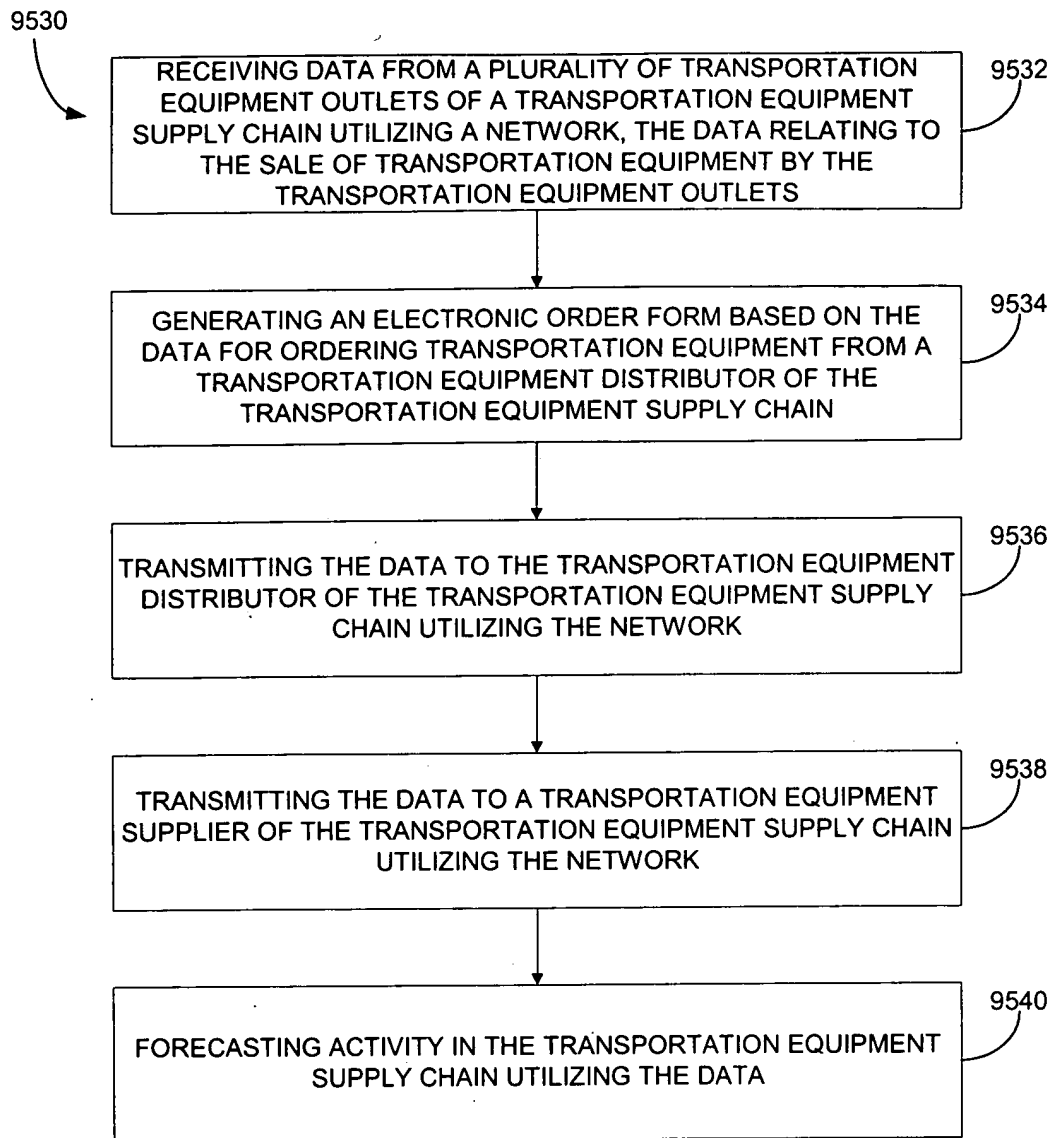 9530
RECEIVING DATA FROM A PLURALITY OF TRANSPORTATION
EQUIPMENT OUTLETS OF A TRANSPORTATION EQUIPMENT
SUPPLY CHAIN UTILIZING A NETWORK, THE DATA RELATING TO
THE SALE OF TRANSPORTATION EQUIPMENT BY THE
TRANSPORTATION EQUIPMENT OUTLETS
9532
GENERATING AN ELECTRONIC ORDER FORM BASED ON THE
DATA FOR ORDERING TRANSPORTATION EQUIPMENT FROM A
TRANSPORTATION EQUIPMENT DISTRIBUTOR OF THE
TRANSPORTATION EQUIPMENT SUPPLY CHAIN
9534
TRANSMITTING THE DATA TO THE TRANSPORTATION EQUIPMENT
DISTRIBUTOR OF THE TRANSPORTATION EQUIPMENT SUPPLY
CHAIN UTILIZING THE NETWORK
9536
TRANSMITTING THE DATA TO A TRANSPORTATION EQUIPMENT
SUPPLIER OF THE TRANSPORTATION EQUIPMENT SUPPLY CHAIN
UTILIZING THE NETWORK
9538
FORECASTING ACTIVITY IN THE TRANSPORTATION EQUIPMENT
SUPPLY CHAIN UTILIZING THE DATA
9540